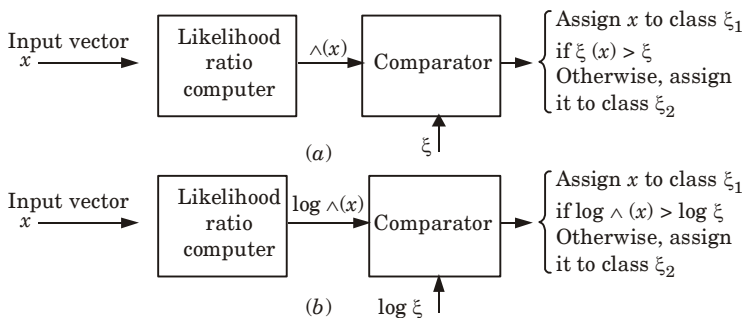 Input vector
x
Likelihood
ratio
computer
∧(x)
Comparator
ξ
Assign x to class ξ₁
if ξ (x) > ξ
Otherwise, assign
it to class ξ₂
(a)
Input vector
x
Likelihood
ratio
computer
log ∧(x)
Comparator
log ξ
Assign x to class ξ₁
if log ∧ (x) > log ξ
Otherwise, assign
it to class ξ₂
(b)